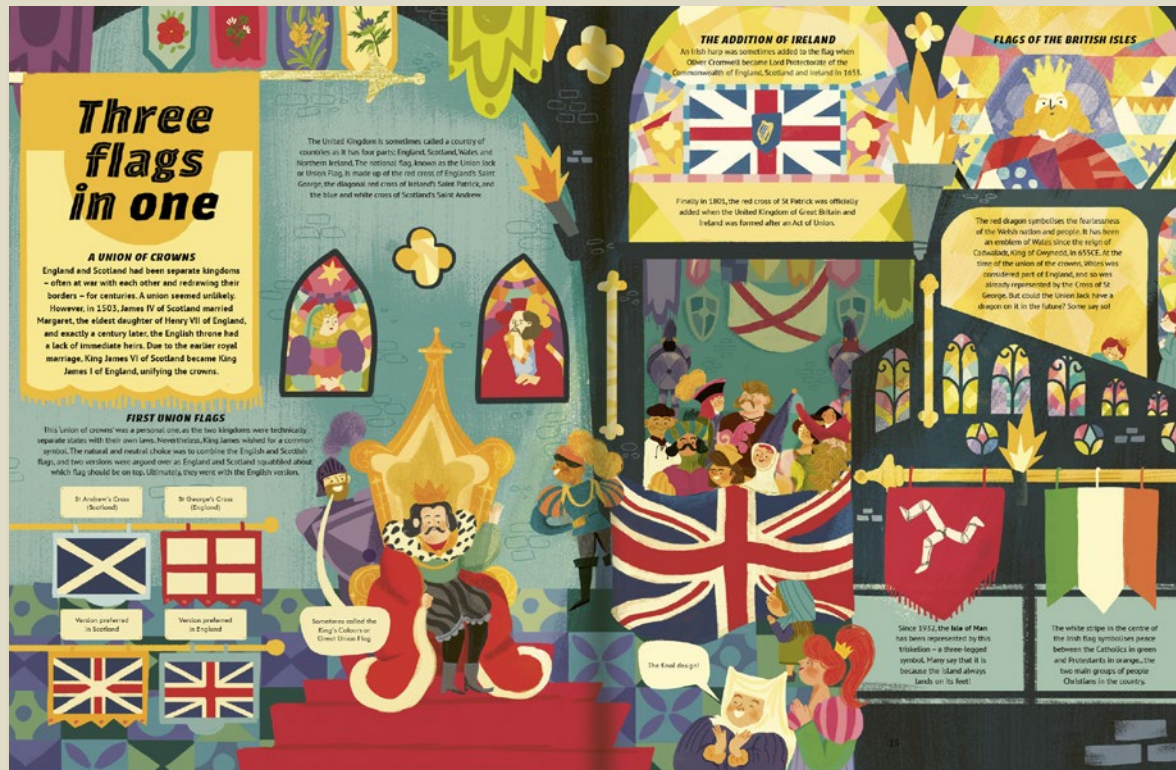 Three
flags
in one
A UNION OF CROWNS
England and Scotland had been separate kingdoms
– often at war with each other and redrawing their
borders – for centuries. A union seemed unlikely.
However, in 1503, James IV of Scotland married
Margaret, the eldest daughter of Henry VII of England,
and exactly a century later, the English throne had
a lack of immediate heirs. Due to the earlier royal
marriage, King James VI of Scotland became King
James I of England, unifying the crowns.
The United Kingdom is sometimes called a country of
countries as it has four parts: England, Scotland, Wales and
Northern Ireland. The national flag, known as the Union Jack
or Union Flag, is made up of the red cross of England's Saint
George, the diagonal red cross of Ireland's Saint Patrick, and
the blue and white cross of Scotland's Saint Andrew.
FIRST UNION FLAGS
This 'union of crowns' was a personal one, as the two kingdoms were technically
separate states with their own laws. Nevertheless, King James wished for a common
symbol. The natural and neutral choice was to combine the English and Scottish
flags, and two versions were argued over as England and Scotland squabbled about
which flag should be on top. Ultimately, they went with the English version.
St Andrew's Cross
(Scotland)
St George's Cross
(England)
Version preferred
in Scotland
Version preferred
in England
Sometimes called the
King's Colours or
Great Union Flag
THE ADDITION OF IRELAND
An Irish harp was sometimes added to the flag when
Oliver Cromwell became Lord Protectorate of the
Commonwealth of England, Scotland and Ireland in 1653.
Finally in 1801, the red cross of St Patrick was officially
added when the United Kingdom of Great Britain and
Ireland was formed after an Act of Union.
The final design!
FLAGS OF THE BRITISH ISLES
The red dragon symbolises the fearlessness
of the Welsh nation and people. It has been
an emblem of Wales since the reign of
Cadwaladr, King of Gwynedd, in 655CE. At the
time of the union of the crowns, Wales was
considered part of England, and so was
already represented by the Cross of St
George. But could the Union Jack have a
dragon on it in the future? Some say so!
Since 1932, the Isle of Man
has been represented by this
triskelion – a three-legged
symbol. Many say that it is
because the island always
lands on its feet!
The white stripe in the centre of
the Irish flag symbolises peace
between the Catholics in green
and Protestants in orange., the
two main groups of people
Christians in the country.
15